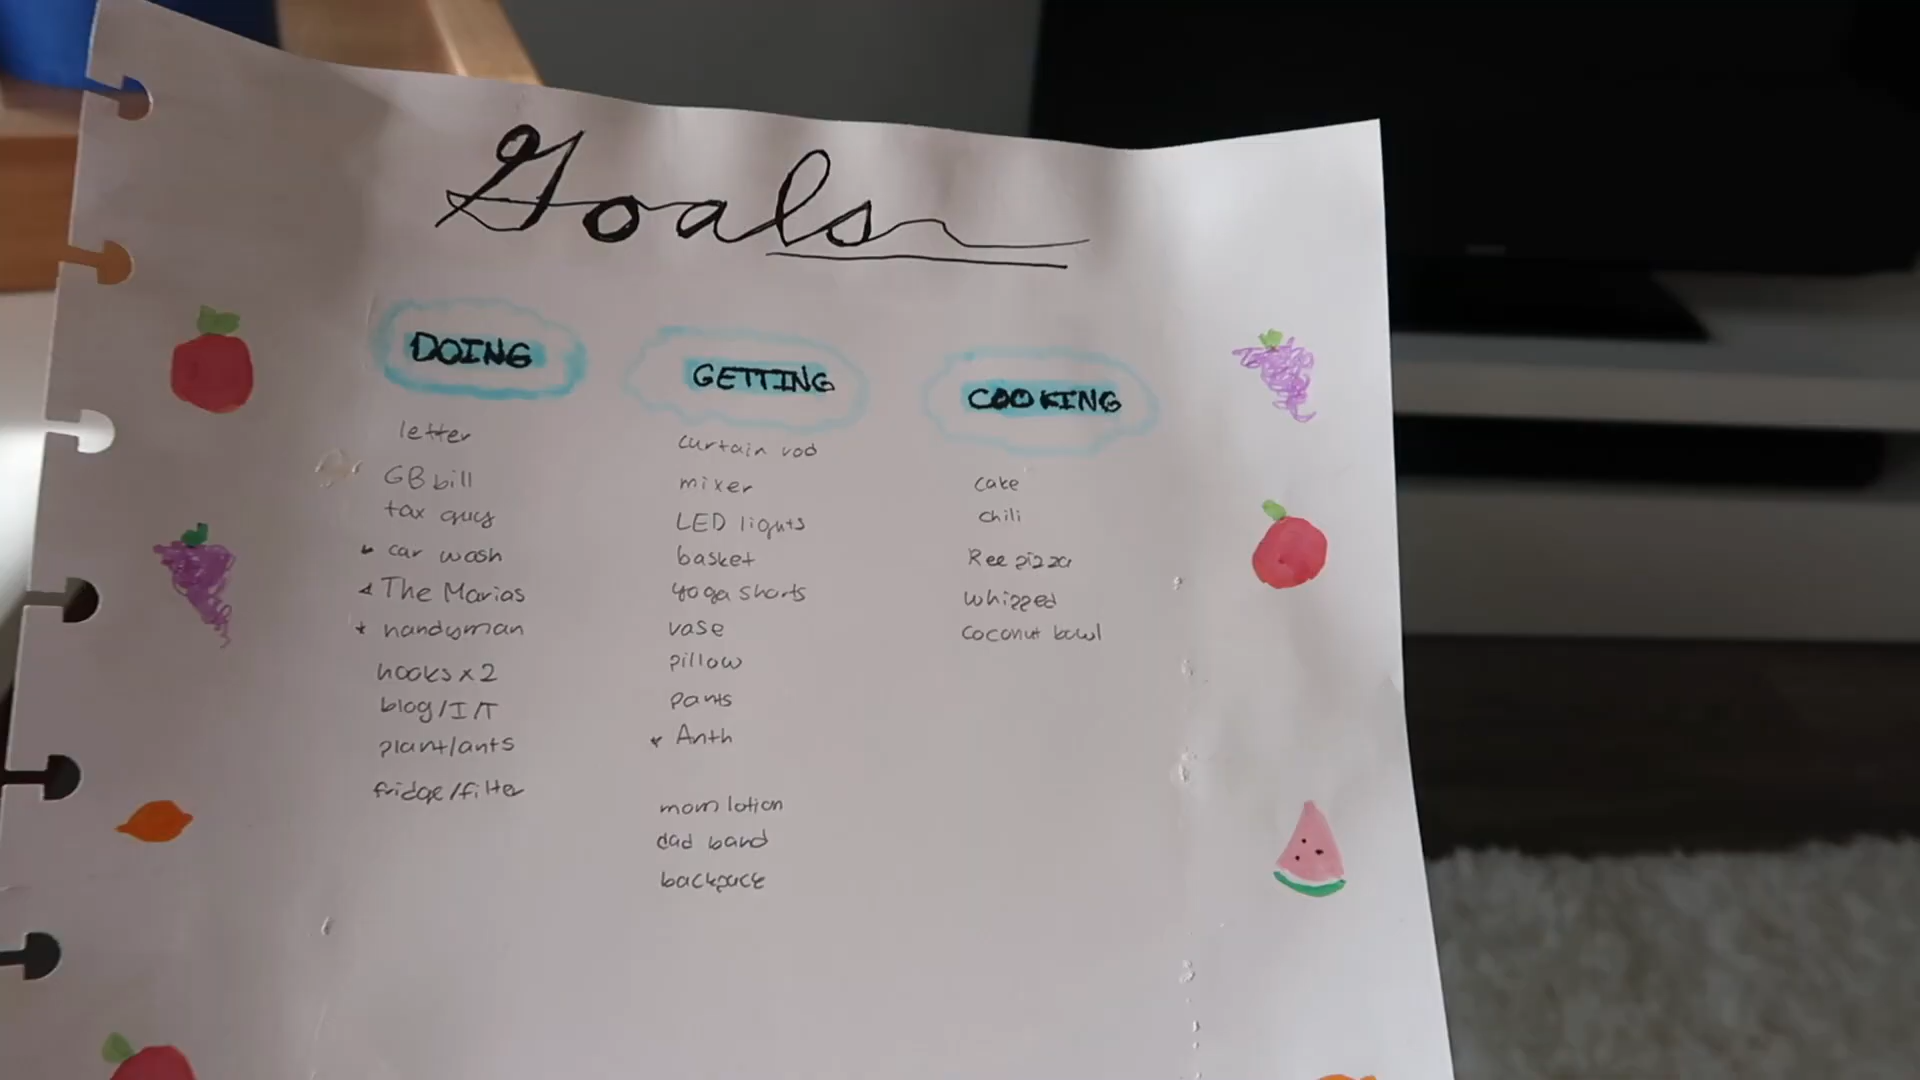 Goals
DOING
letter
GB bill
tax guy
car wash
The Marias
handyman
hooks x 2
blog/I/T
plant/ants
fridge/filter
GETTING
curtain rod
mixer
LED lights
basket
yoga shorts
vase
pillow
pants
Anth
mom lotion
dad band
backpack
COOKING
cake
chili
Ree pizza
whipped
coconut bowl